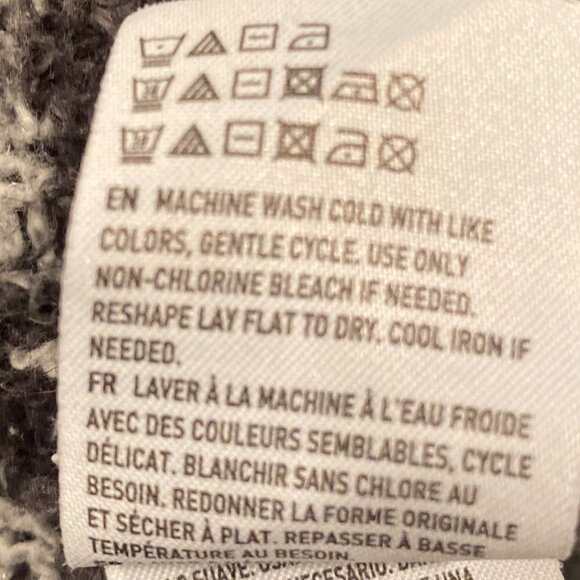 EN MACHINE WASH COLD WITH LIKE
COLORS, GENTLE CYCLE. USE ONLY
NON-CHLORINE BLEACH IF NEEDED.
RESHAPE LAY FLAT TO DRY. COOL IRON IF
NEEDED.
FR LAVER À LA MACHINE À L'EAU FROIDE
AVEC DES COULEURS SEMBLABLES, CYCLE
DÉLICAT. BLANCHIR SANS CHLORE AU
BESOIN. REDONNER LA FORME ORIGINALE
ET SÉCHER À PLAT. REPASSER À BASSE
TEMPÉRATURE AU BESOIN.
SUAVE.
UNA